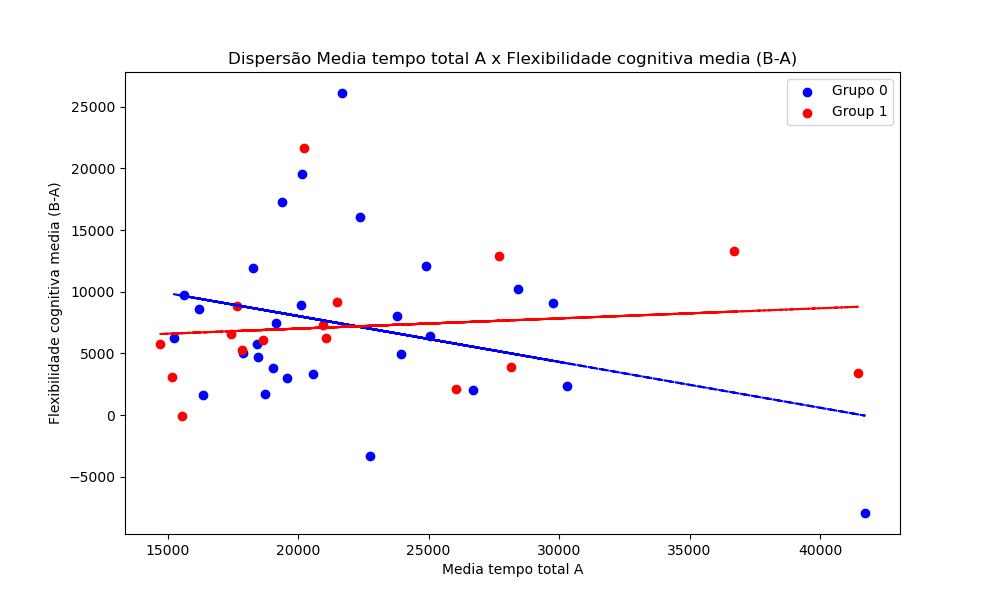 Dispersão Media tempo total A x Flexibilidade cognitiva media (B-A)
Grupo 0
Group 1
Flexibilidade cognitiva media (B-A)
25000
20000
15000
10000
5000
0
−5000
15000
20000
25000
30000
35000
40000
Media tempo total A